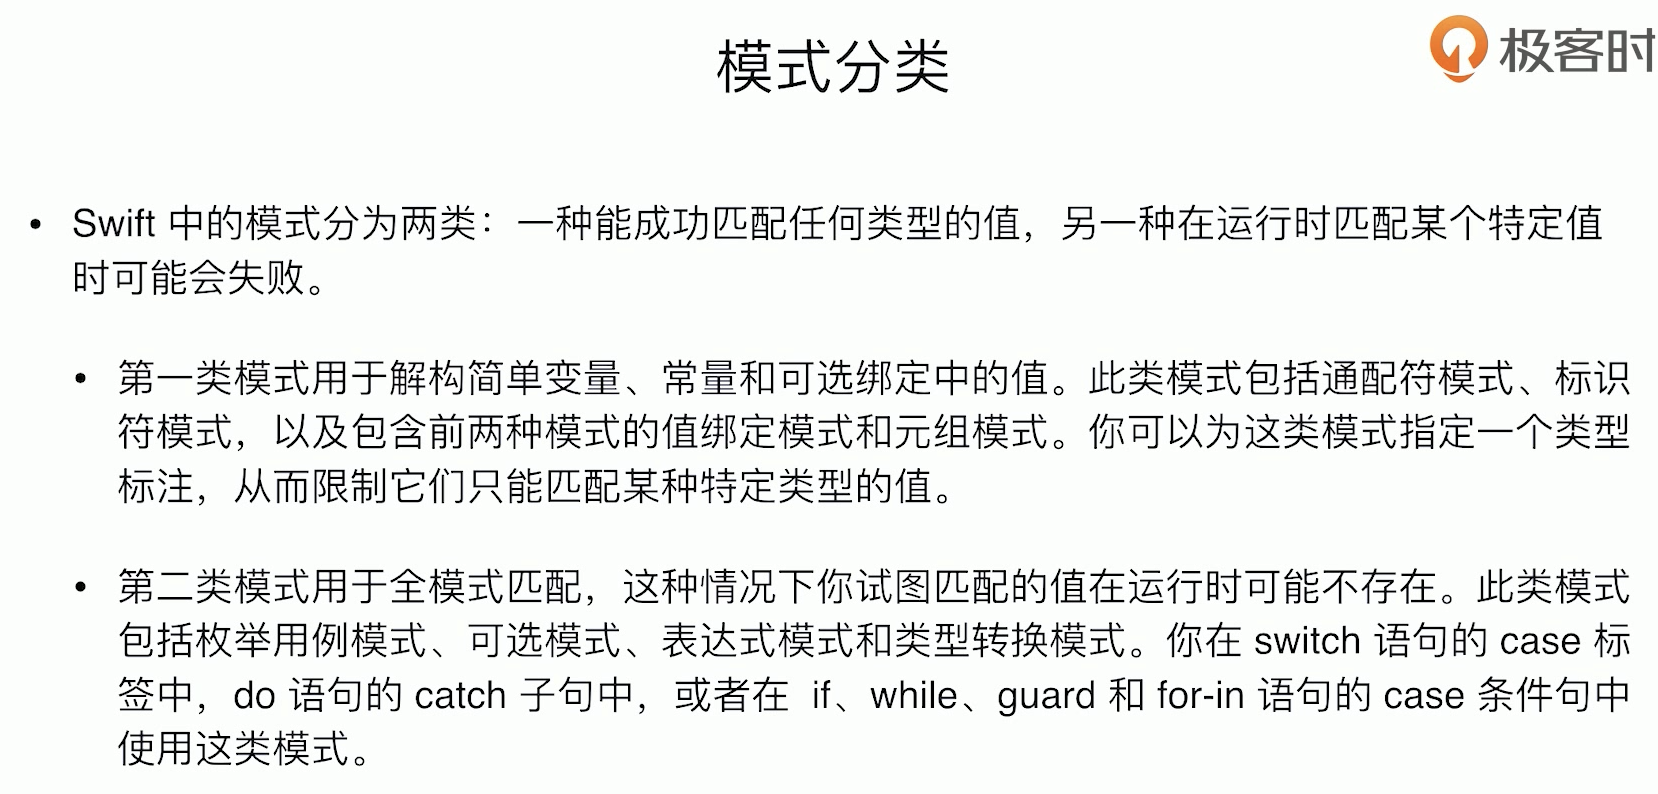 模式分类
极客时
• Swift 中的模式分为两类：一种能成功匹配任何类型的值，另一种在运行时匹配某个特定值
时可能会失败。
• 第一类模式用于解构简单变量、常量和可选绑定中的值。此类模式包括通配符模式、标识
符模式，以及包含前两种模式的值绑定模式和元组模式。你可以为这类模式指定一个类型
标注，从而限制它们只能匹配某种特定类型的值。
• 第二类模式用于全模式匹配，这种情况下你试图匹配的值在运行时可能不存在。此类模式
包括枚举用例模式、可选模式、表达式模式和类型转换模式。你在 switch 语句的 case 标
签中，do 语句的 catch 子句中，或者在 if、while、guard 和 for-in 语句的 case 条件句中
使用这类模式。